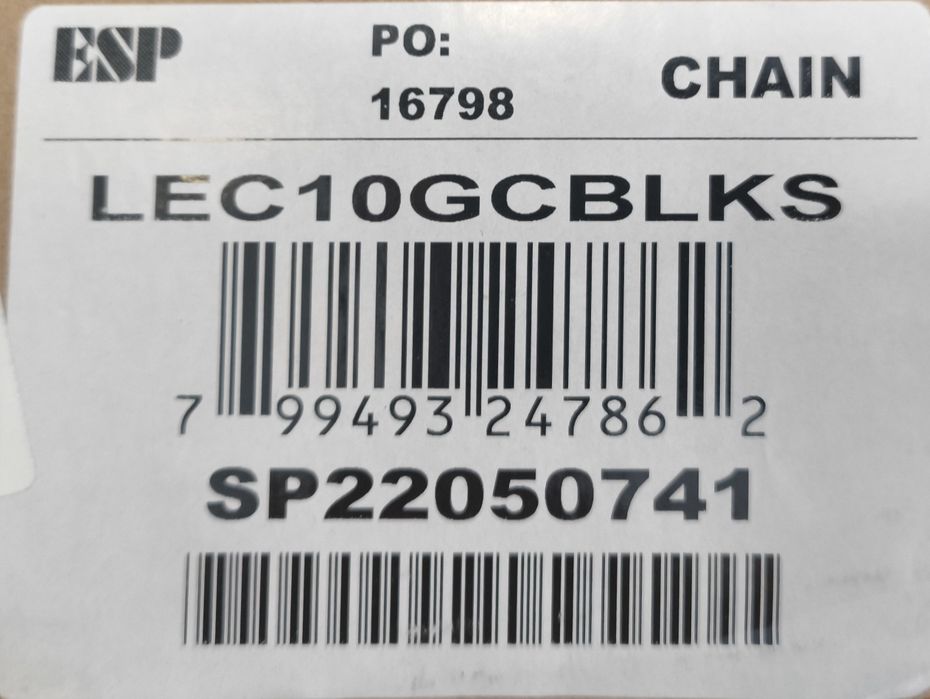 ESP
PO:
16798
CHAIN
LEC10GCBLKS
7 99493 24786 2
SP22050741